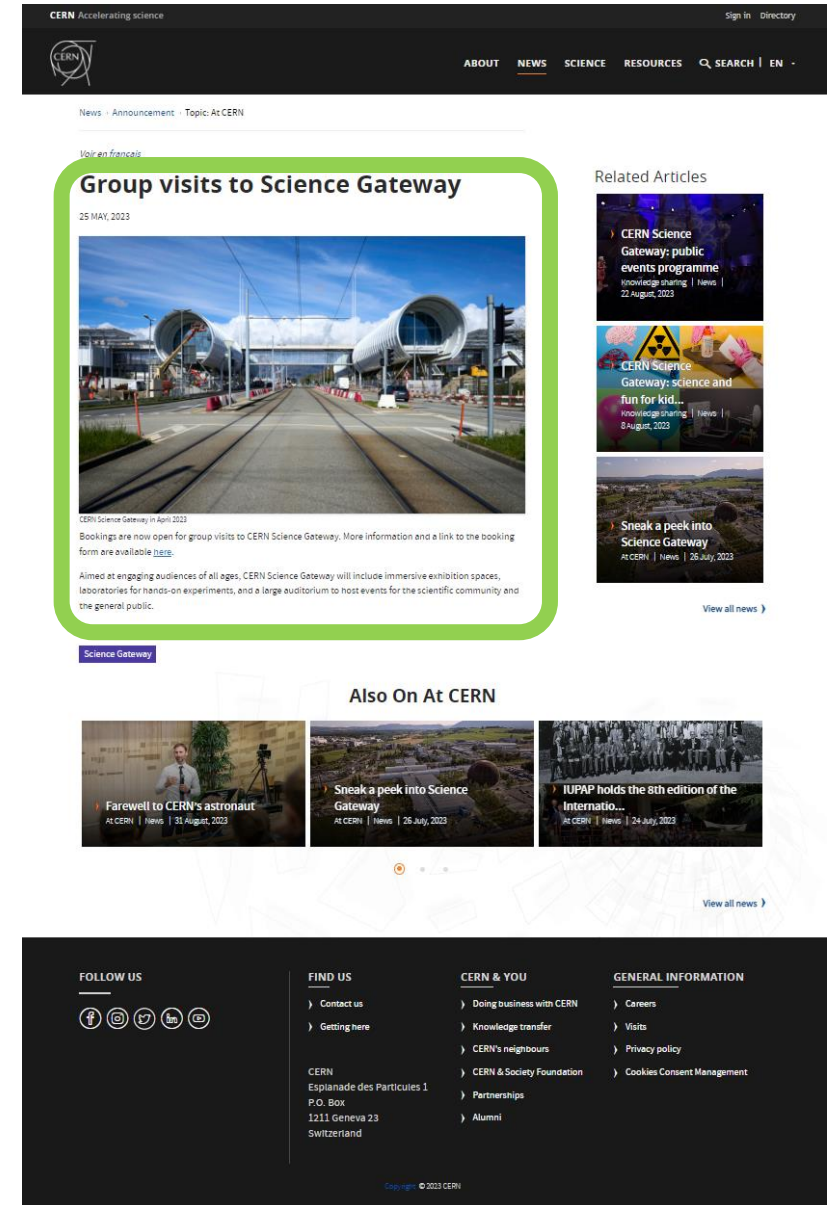 CERN Accelerating science
Sign in Directory
CERN
ABOUT NEWS SCIENCE RESOURCES SEARCH | EN
News · Announcement · Topic: At CERN
Voir en français
Group visits to Science Gateway
25 MAY, 2023
CERN Science Gateway in April 2023
Bookings are now open for group visits to CERN Science Gateway. More information and a link to the booking
form are available here.
Aimed at engaging audiences of all ages, CERN Science Gateway will include immersive exhibition spaces,
laboratories for hands-on experiments, and a large auditorium to host events for the scientific community and
the general public.
Science Gateway
Related Articles
CERN Science
Gateway: public
events programme
Knowledge sharing | News |
22 August, 2023
CERN Science
Gateway: science and
fun for kid...
Knowledge sharing | News |
8 August, 2023
Sneak a peek into
Science Gateway
At CERN | News | 26 July, 2023
View all news
Also On At CERN
Farewell to CERN's astronaut
At CERN | News | 31 August, 2023
Sneak a peek into Science
Gateway
At CERN | News | 26 July, 2023
IUPAP holds the 8th edition of the
Internatio...
At CERN | News | 24 July, 2023
View all news
FOLLOW US
FIND US
Contact us
Getting here
CERN
Esplanade des Particules 1
P.O. Box
1211 Geneva 23
Switzerland
CERN & YOU
Doing business with CERN
Knowledge transfer
CERN's neighbours
CERN & Society Foundation
Partnerships
Alumni
GENERAL INFORMATION
Careers
Visits
Privacy policy
Cookies Consent Management
Copyright © 2023 CERN